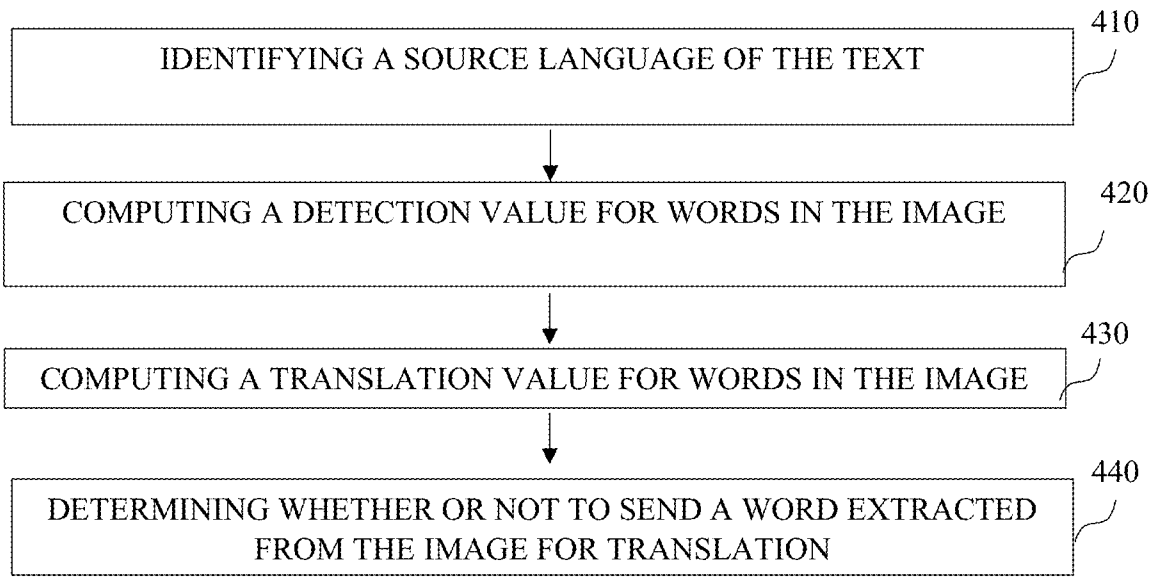 410
IDENTIFYING A SOURCE LANGUAGE OF THE TEXT
420
COMPUTING A DETECTION VALUE FOR WORDS IN THE IMAGE
430
COMPUTING A TRANSLATION VALUE FOR WORDS IN THE IMAGE
440
DETERMINING WHETHER OR NOT TO SEND A WORD EXTRACTED
FROM THE IMAGE FOR TRANSLATION